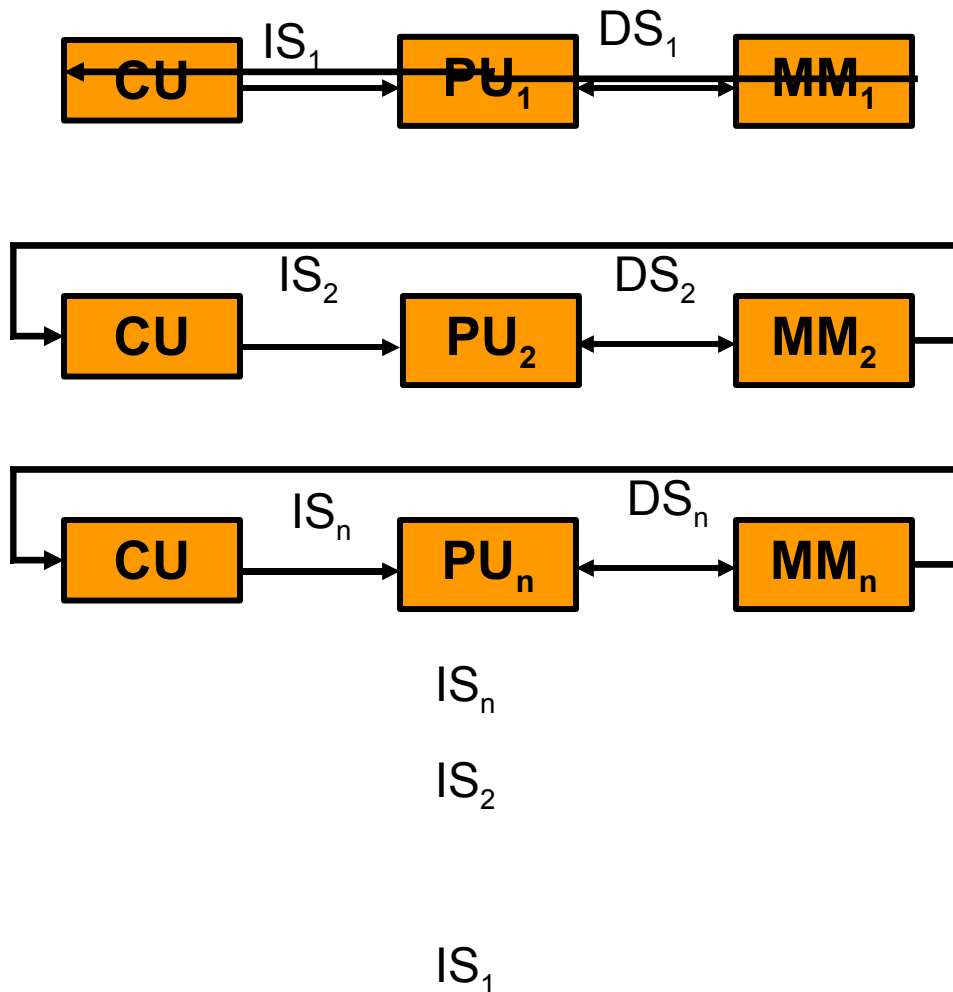 IS₁ DS₁
CU PU₁ MM₁
IS₂ DS₂
CU PU₂ MM₂
ISₙ DSₙ
CU PUₙ MMₙ
ISₙ
IS₂
IS₁